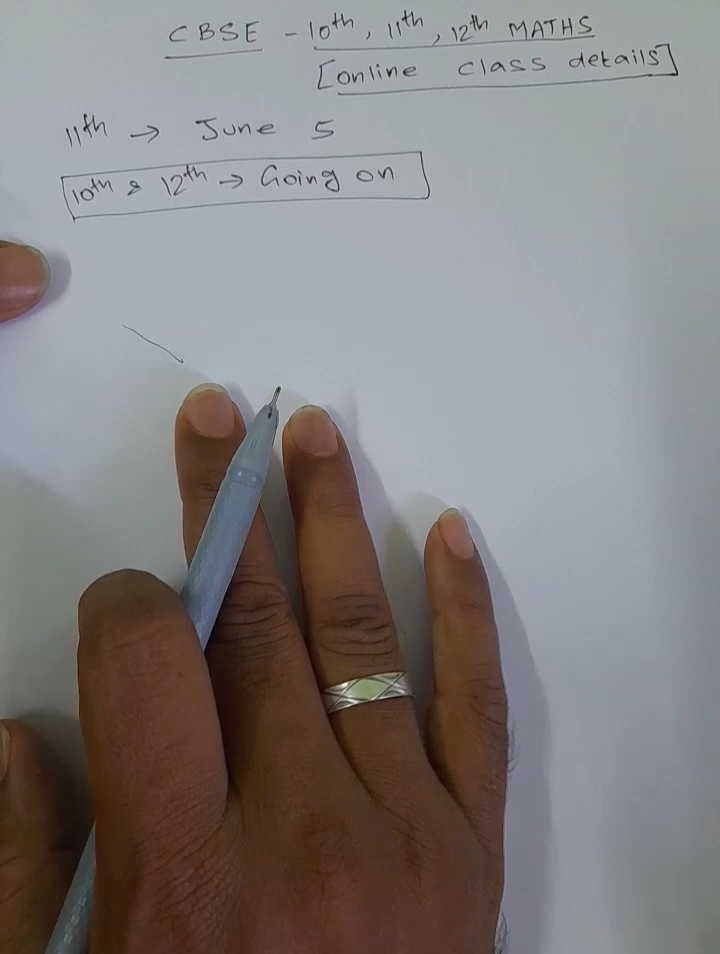 CBSE - 10th, 11th, 12th MATHS
[online class details]
11th → June 5
10th & 12th → Going on